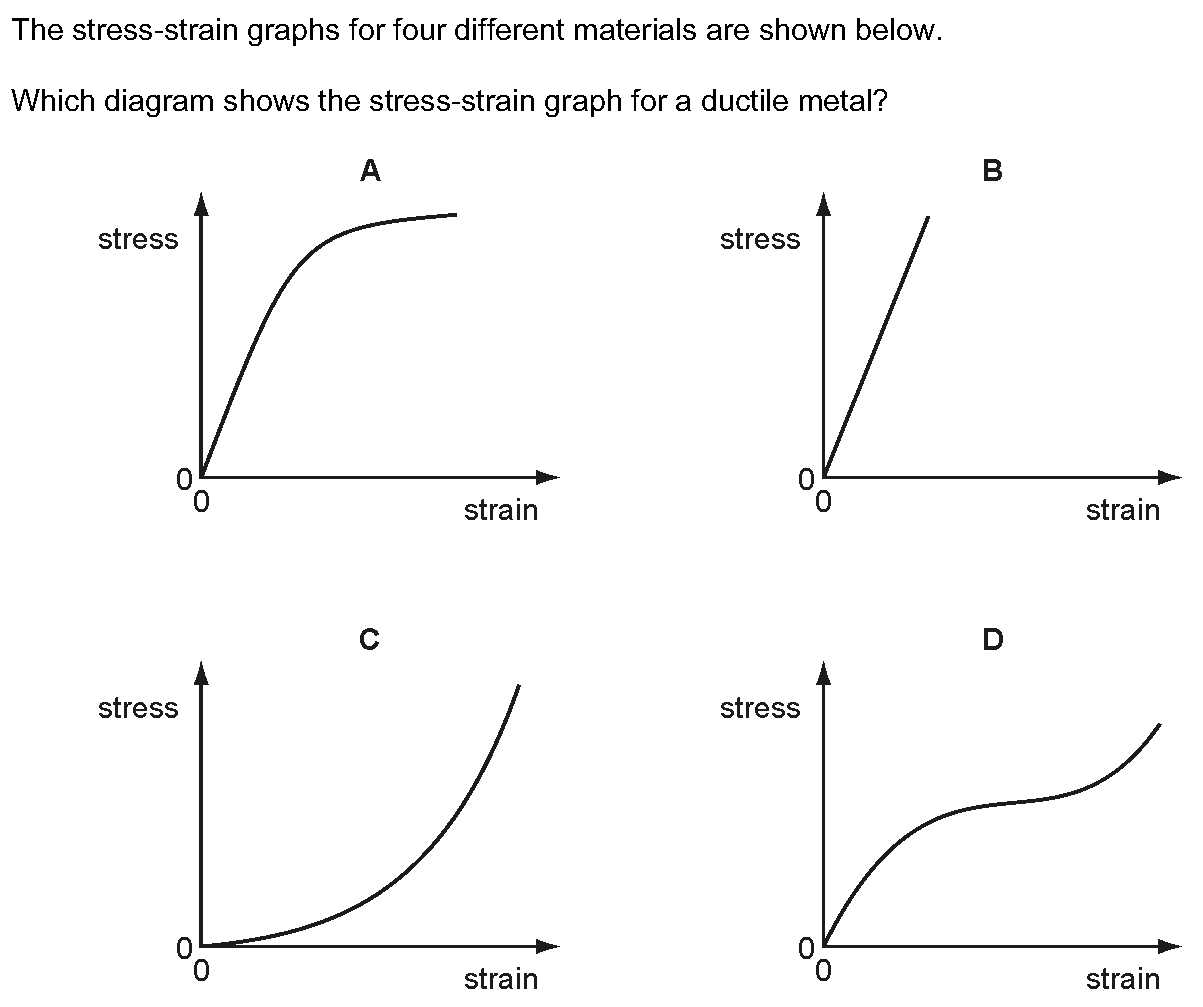 The stress-strain graphs for four different materials are shown below.
Which diagram shows the stress-strain graph for a ductile metal?
A
stress
0
0
strain
B
stress
0
0
strain
C
stress
0
0
strain
D
stress
0
0
strain